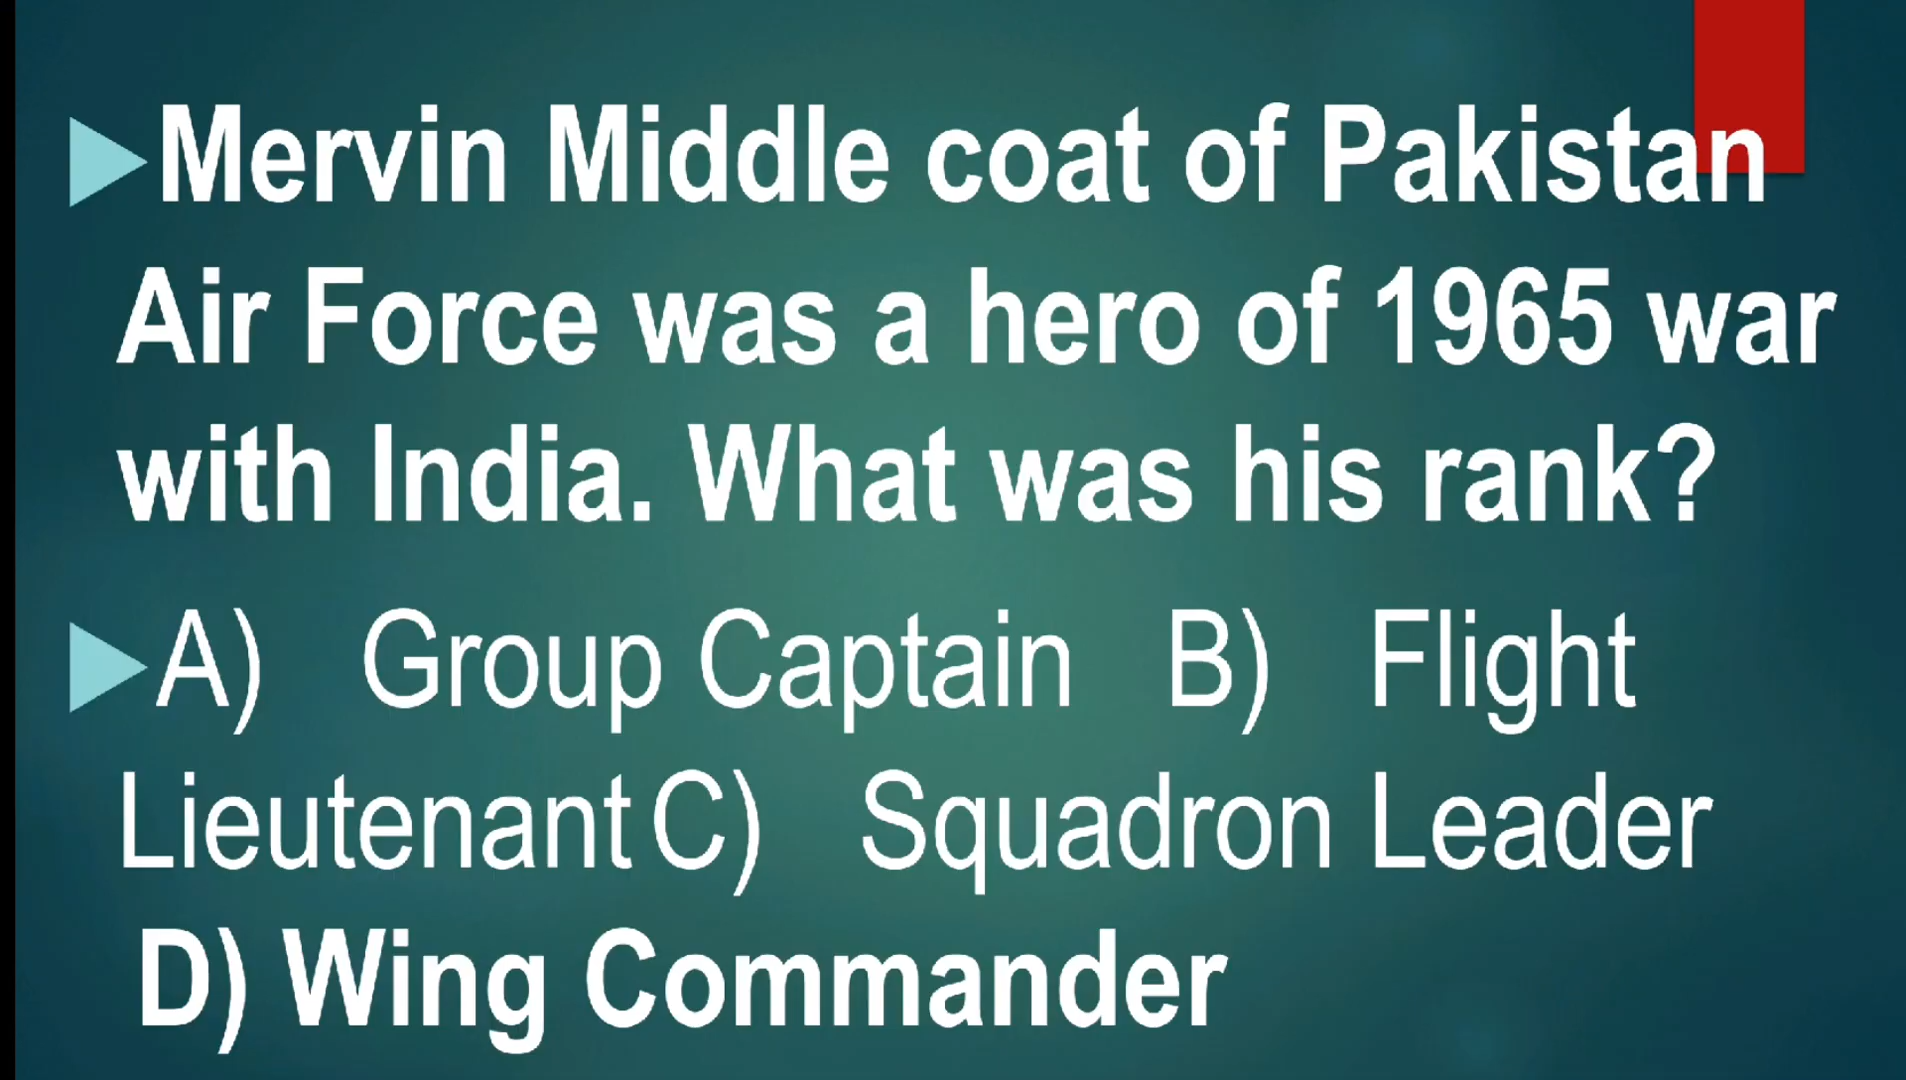 Mervin Middle coat of Pakistan
Air Force was a hero of 1965 war
with India. What was his rank?
A) Group Captain B) Flight
Lieutenant C) Squadron Leader
D) Wing Commander